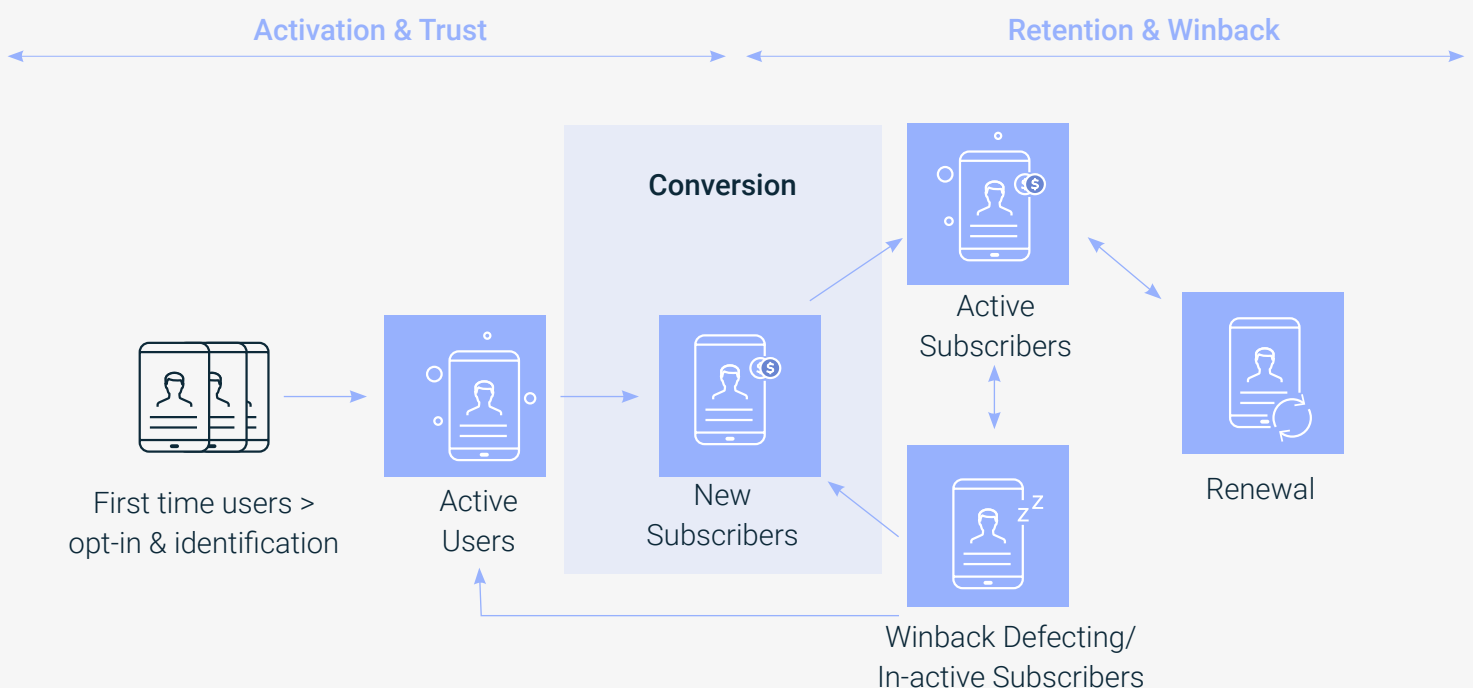 Activation & Trust
Retention & Winback
Conversion
$
$
$
$
Active
Subscribers
First time users >
opt-in & identification
Active
Users
New
Subscribers
Renewal
z z
Winback Defecting/
In-active Subscribers